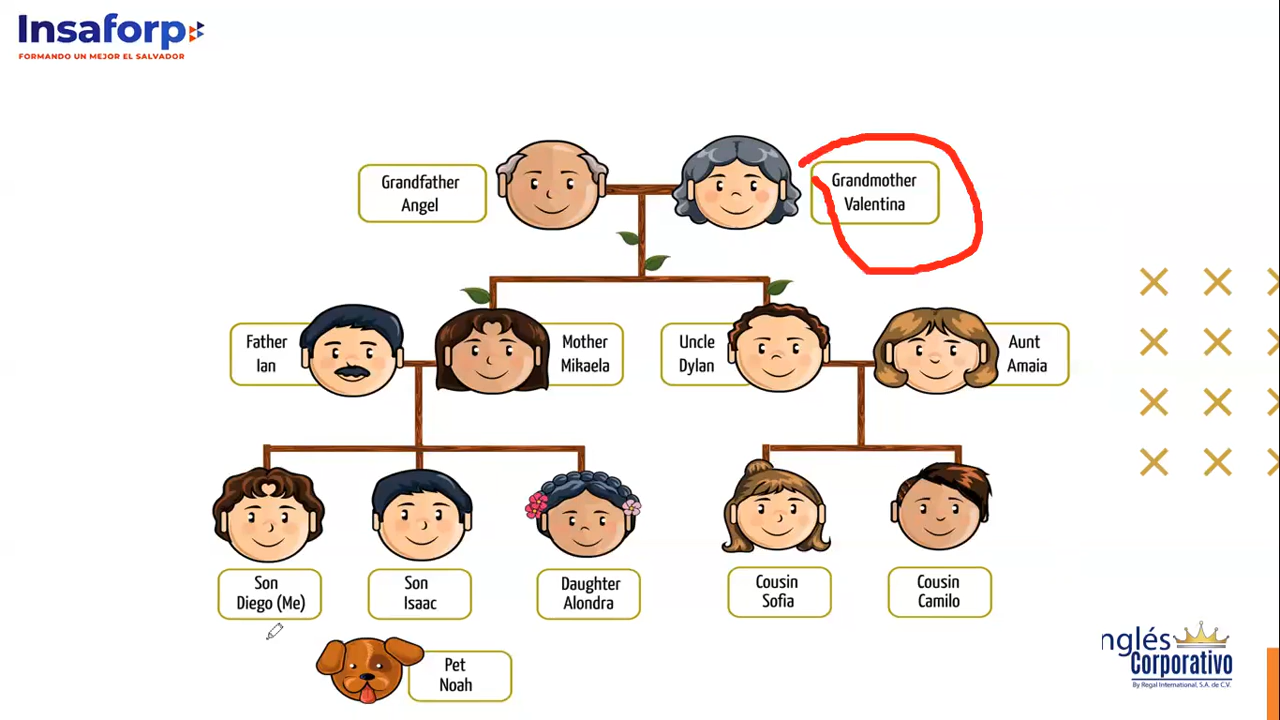 Insaforp
FORMANDO UN MEJOR EL SALVADOR
Grandfather
Angel
Grandmother
Valentina
Father
Ian
Mother
Mikaela
Uncle
Dylan
Aunt
Amaia
Son
Diego (Me)
Son
Isaac
Daughter
Alondra
Cousin
Sofia
Cousin
Camilo
Pet
Noah
nglés
Corporativo
By Regal International, S.A. de C.V.